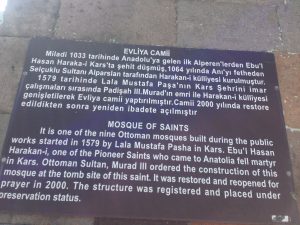 EVLİYA CAMİİ
Miladi 1033 tarihinde Anadolu'ya gelen ilk Alperen'lerden Ebu'l
Hasan Haraka-i Kars'ta şehit düşmüş,1064 yılında Ani'yı fetheden
Selçuklu Sultanı Alparslan tarafından Harakan-i külliyesi kurulmuştur.
1579 tarihinde Lala Mustafa Paşa'nın Kars Şehrini imar
çalışmaları sırasında Padişah III.Murad'ın emri ile Harakan-i külliyesi
genişletilerek Evliya camii yaptırılmıştır.Camii 2000 yılında restore
edildikten sonra yeniden ibadete açılmıştır
MOSQUE OF SAINTS
It is one of the nine Ottoman mosques built during the public
works started in 1579 by Lala Mustafa Pasha in Kars. Ebu'l Hasan
Harakan-i, one of the Pioneer Saints who came to Anatolia fell martyr
in Kars. Ottoman Sultan, Murad III ordered the construction of this
mosque at the tomb site of this saint. It was restored and reopened for
prayer in 2000. The structure was registered and placed under
preservation status.